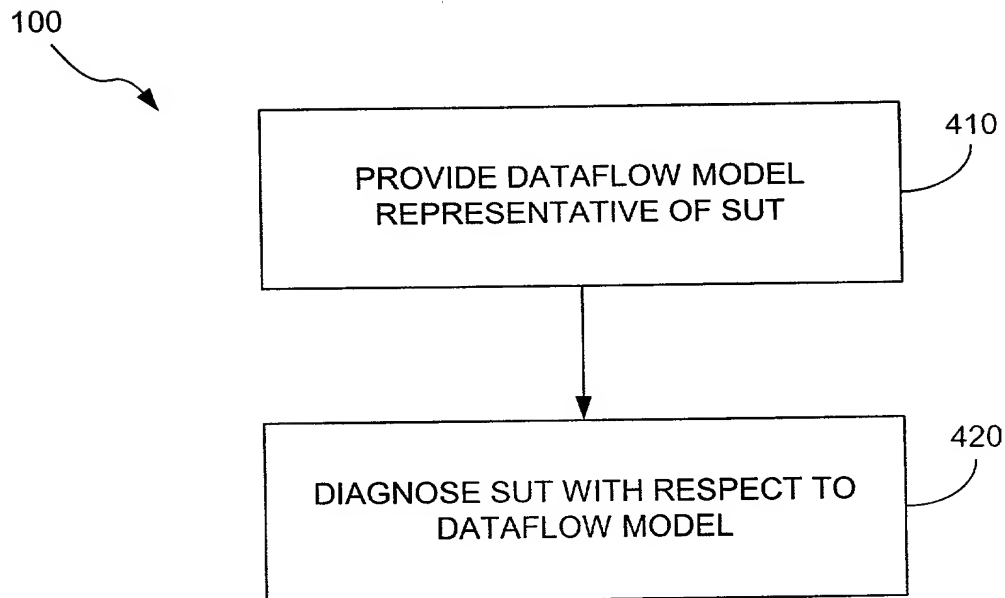 100
410
PROVIDE DATAFLOW MODEL
REPRESENTATIVE OF SUT
420
DIAGNOSE SUT WITH RESPECT TO
DATAFLOW MODEL